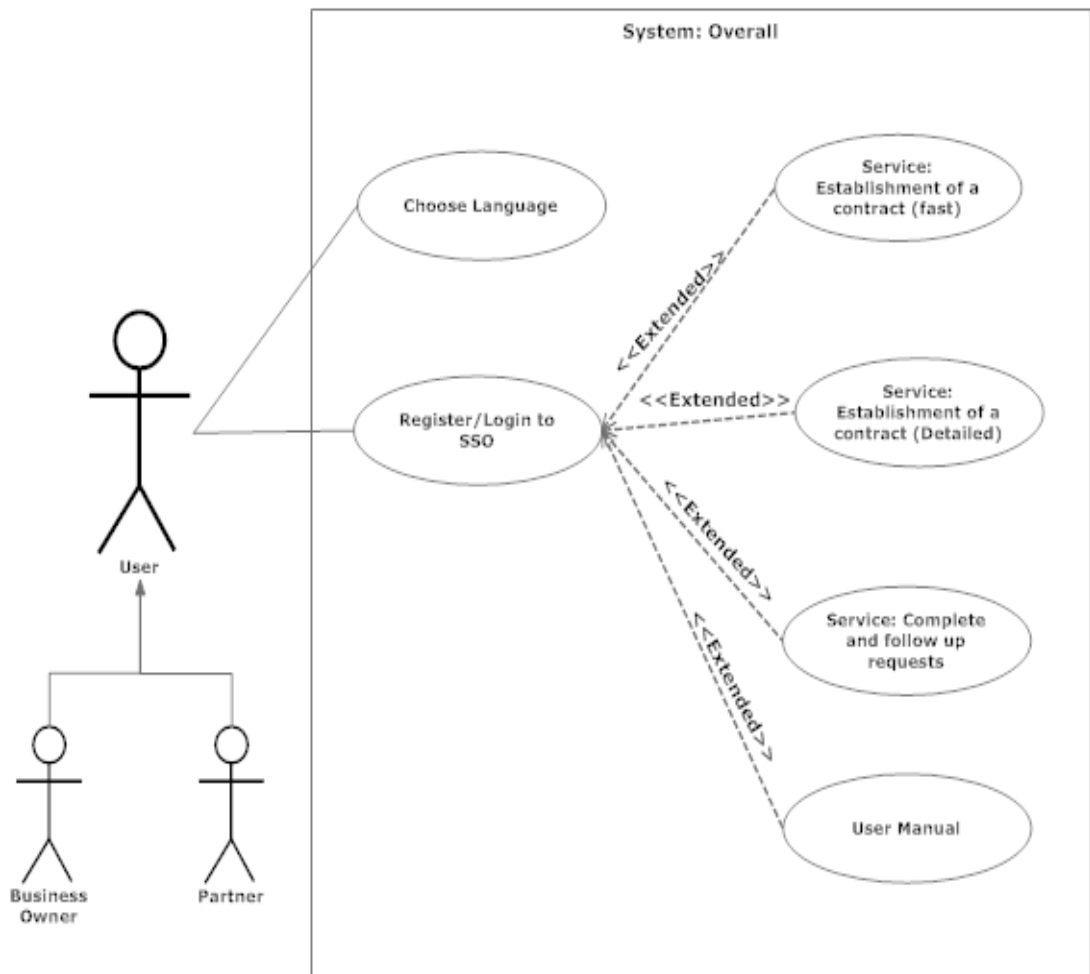 System: Overall
Choose Language
Service:
Establishment of a
contract (fast)
<<Extended>>
Register/Login to
SSO
<<Extended>>
Service:
Establishment of a
contract (Detailed)
<<Extended>>
Service: Complete
and follow up
requests
<<Extended>>
User Manual
User
Business
Owner
Partner